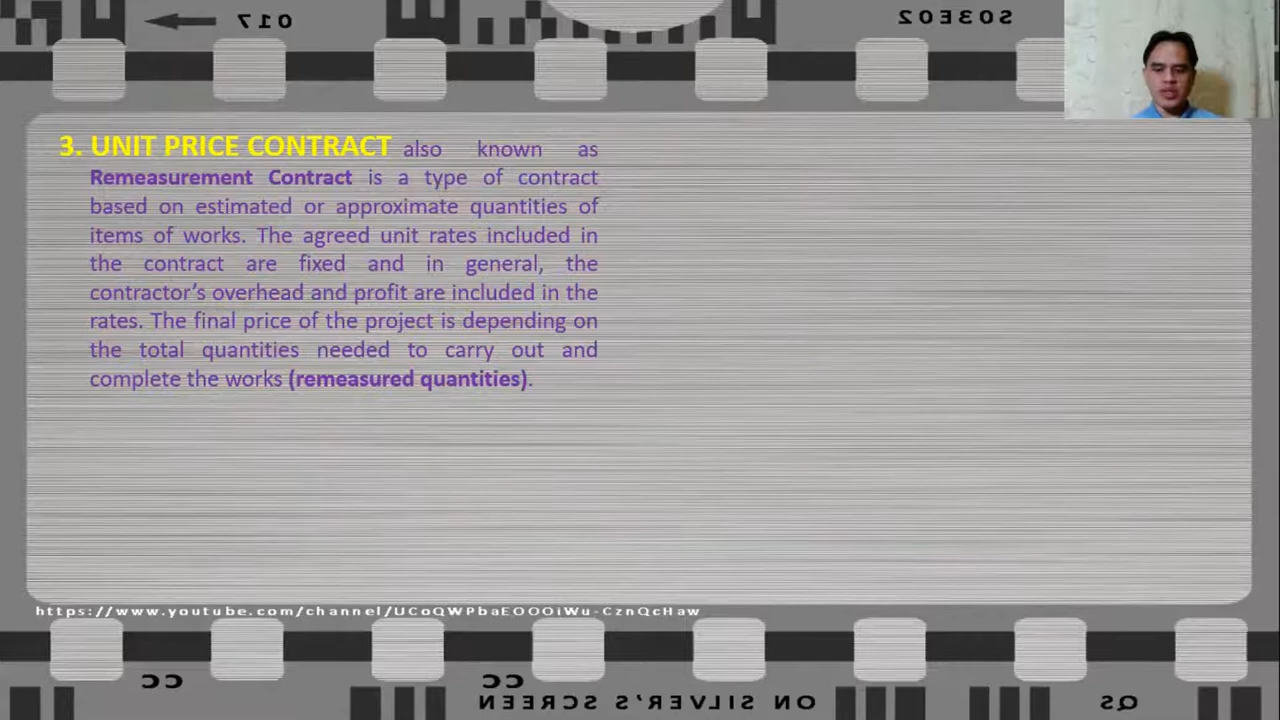 017
S03E02
3. UNIT PRICE CONTRACT also known as
Remeasurement Contract is a type of contract
based on estimated or approximate quantities of
items of works. The agreed unit rates included in
the contract are fixed and in general, the
contractor's overhead and profit are included in the
rates. The final price of the project is depending on
the total quantities needed to carry out and
complete the works (remeasured quantities).
https://www.youtube.com/channel/UCoQWPbaEOOOiWu-CznQcHaw
CC
CC
ON SILVER'S SCREEN
QS